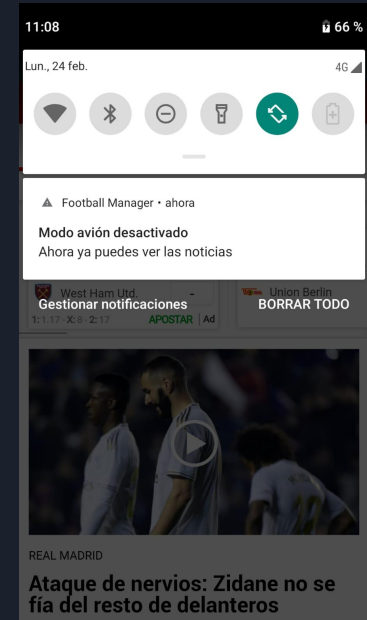 11:08
66 %
Lun., 24 feb.
4G
Football Manager • ahora
Modo avión desactivado
Ahora ya puedes ver las noticias
West Ham Utd.
-
Union Berlin
Gestionar notificaciones
BORRAR TODO
1: 1.17 - X: 8 - 2: 17
APOSTAR | Ad
REAL MADRID
Ataque de nervios: Zidane no se
fía del resto de delanteros